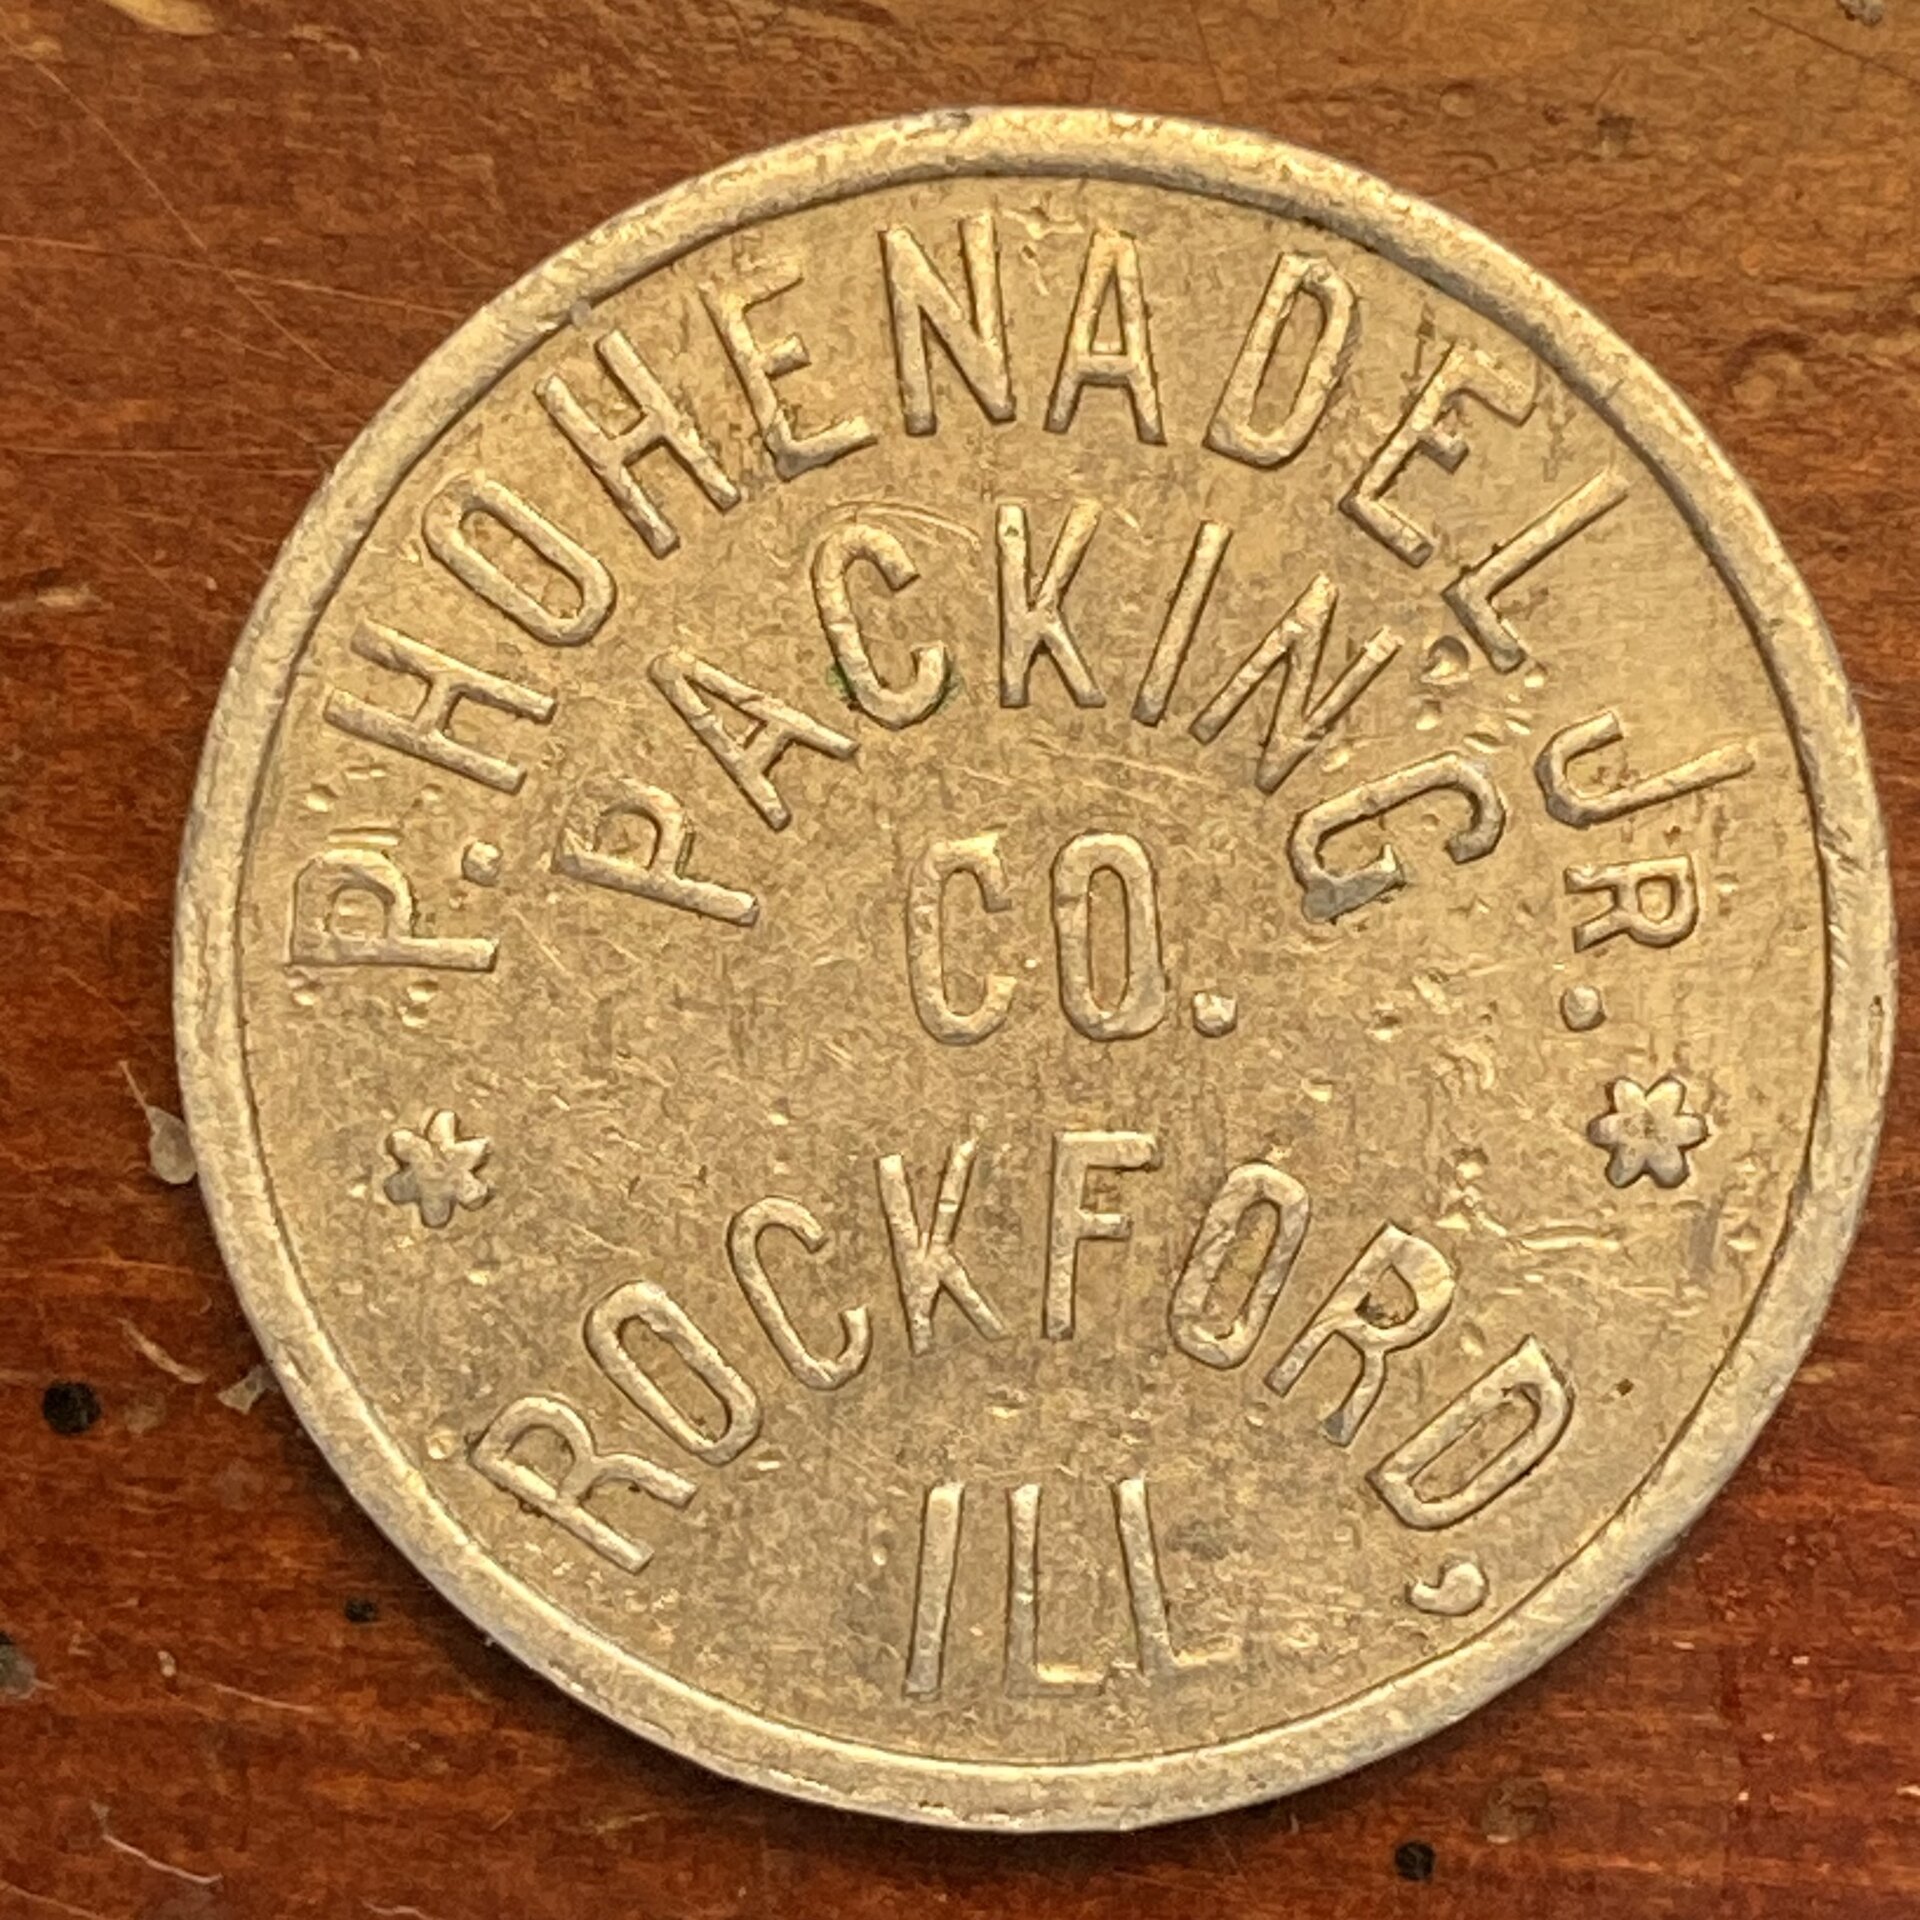 P. HOHENADEL JR.
PACKING
CO.
ROCKFORD,
ILL